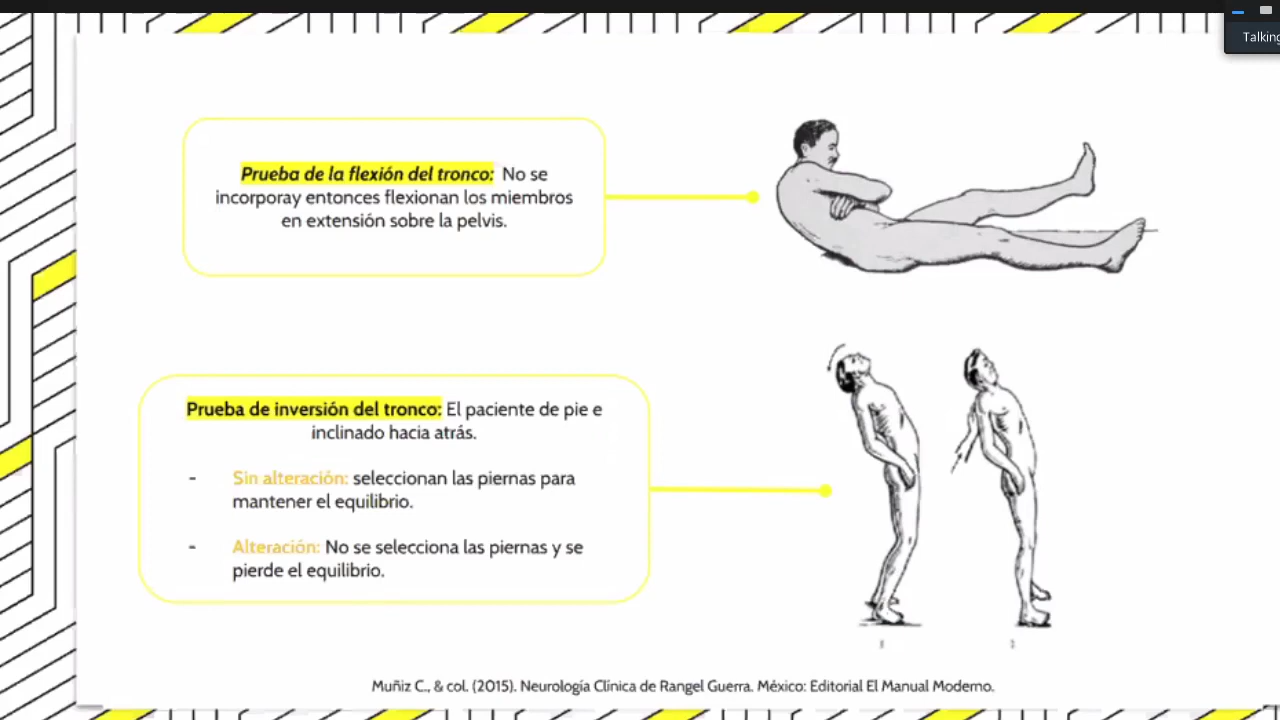 Talking
Prueba de la flexión del tronco: No se
incorporay entonces flexionan los miembros
en extensión sobre la pelvis.
Prueba de inversión del tronco: El paciente de pie e
inclinado hacia atrás.
- Sin alteración: seleccionan las piernas para
mantener el equilibrio.
- Alteración: No se selecciona las piernas y se
pierde el equilibrio.
Muñiz C., & col. (2015). Neurología Clínica de Rangel Guerra. México: Editorial El Manual Moderno.